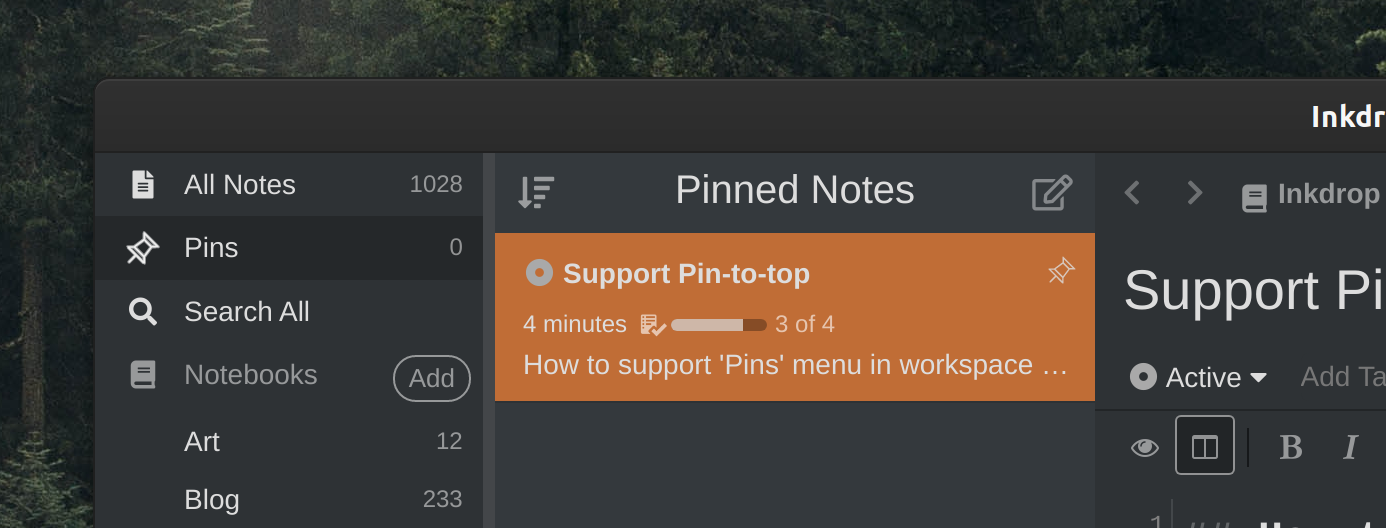 Inkdr
All Notes 1028
Pins 0
Search All
Notebooks Add
Art 12
Blog 233
Pinned Notes
Support Pin-to-top
4 minutes 3 of 4
How to support 'Pins' menu in workspace …
Inkdrop
Support Pi
Active Add Ta
B I
1 ##